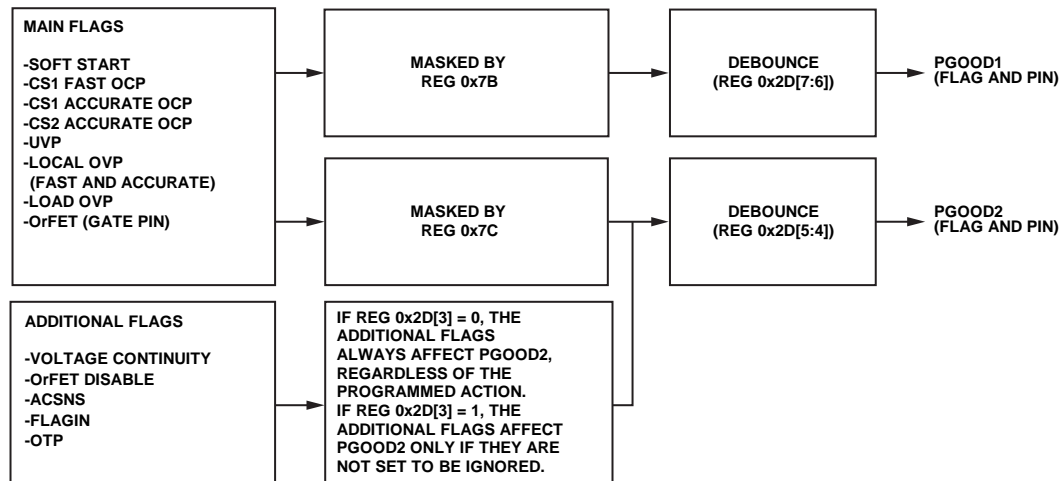 MAIN FLAGS
-SOFT START
-CS1 FAST OCP
-CS1 ACCURATE OCP
-CS2 ACCURATE OCP
-UVP
-LOCAL OVP
(FAST AND ACCURATE)
-LOAD OVP
-OrFET (GATE PIN)
MASKED BY
REG 0x7B
DEBOUNCE
(REG 0x2D[7:6])
PGOOD1
(FLAG AND PIN)
MASKED BY
REG 0x7C
DEBOUNCE
(REG 0x2D[5:4])
PGOOD2
(FLAG AND PIN)
ADDITIONAL FLAGS
-VOLTAGE CONTINUITY
-OrFET DISABLE
-ACSNS
-FLAGIN
-OTP
IF REG 0x2D[3] = 0, THE
ADDITIONAL FLAGS
ALWAYS AFFECT PGOOD2,
REGARDLESS OF THE
PROGRAMMED ACTION.
IF REG 0x2D[3] = 1, THE
ADDITIONAL FLAGS AFFECT
PGOOD2 ONLY IF THEY ARE
NOT SET TO BE IGNORED.